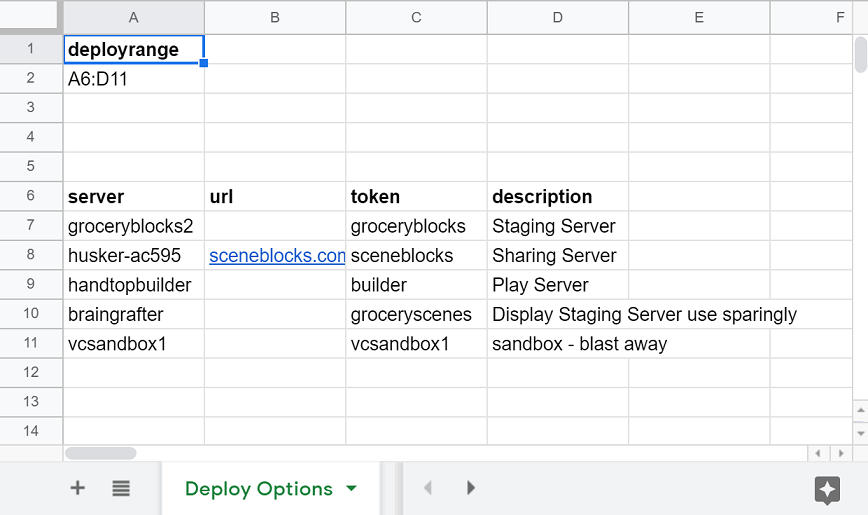 A B C D E F
1 deployrange
2 A6:D11
3
4
5
6 server url token description
7 groceryblocks2 groceryblocks Staging Server
8 husker-ac595 sceneblocks.com sceneblocks Sharing Server
9 handtopbuilder builder Play Server
10 braingrafter groceryscenes Display Staging Server use sparingly
11 vcsandbox1 vcsandbox1 sandbox - blast away
12
13
14
Deploy Options